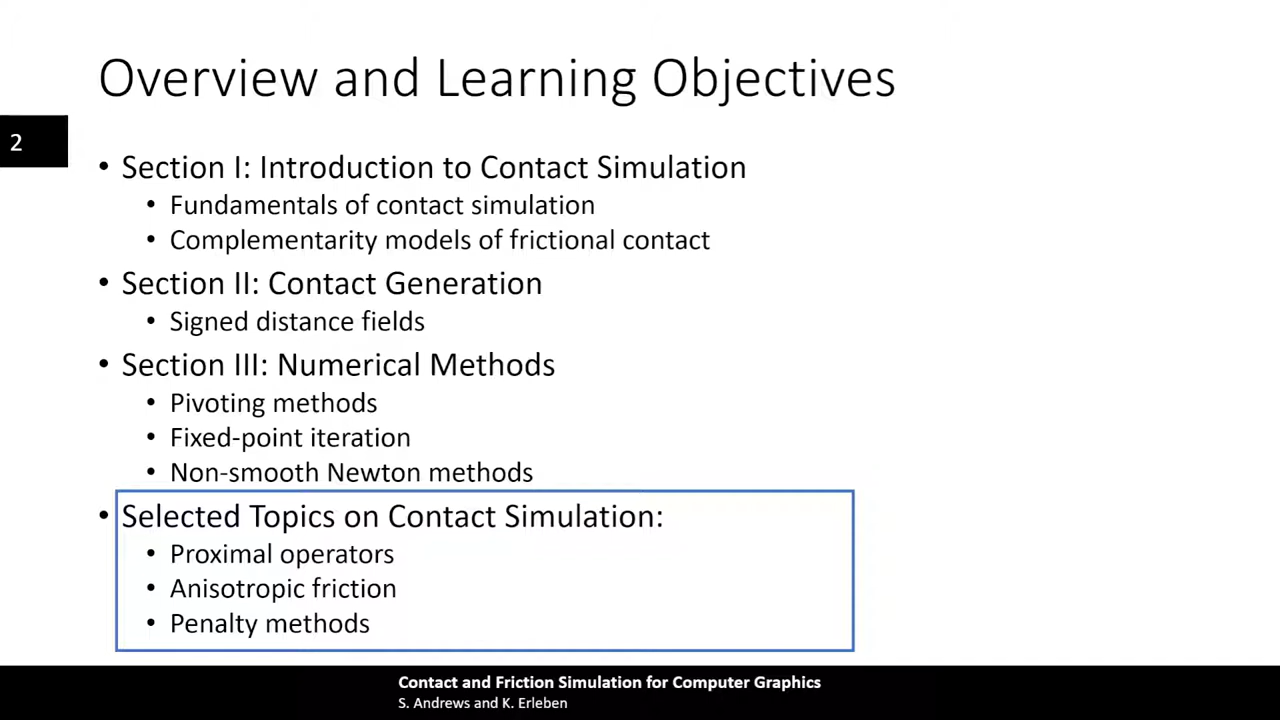 Overview and Learning Objectives
2
• Section I: Introduction to Contact Simulation
• Fundamentals of contact simulation
• Complementarity models of frictional contact
• Section II: Contact Generation
• Signed distance fields
• Section III: Numerical Methods
• Pivoting methods
• Fixed-point iteration
• Non-smooth Newton methods
• Selected Topics on Contact Simulation:
• Proximal operators
• Anisotropic friction
• Penalty methods
Contact and Friction Simulation for Computer Graphics
S. Andrews and K. Erleben